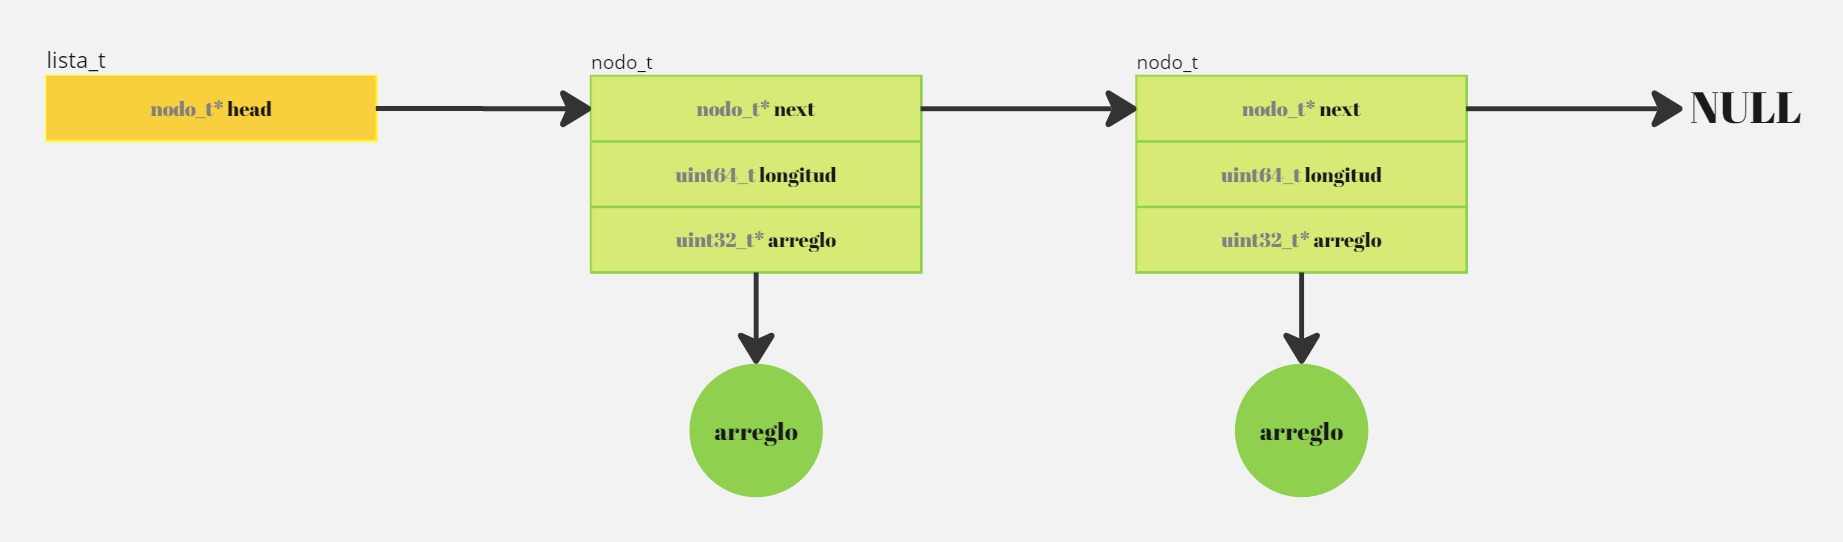 lista_t
nodo_t
nodo_t
nodo_t* head
nodo_t* next
nodo_t* next
NULL
uint64_t longitud
uint64_t longitud
uint32_t* arreglo
uint32_t* arreglo
arreglo
arreglo